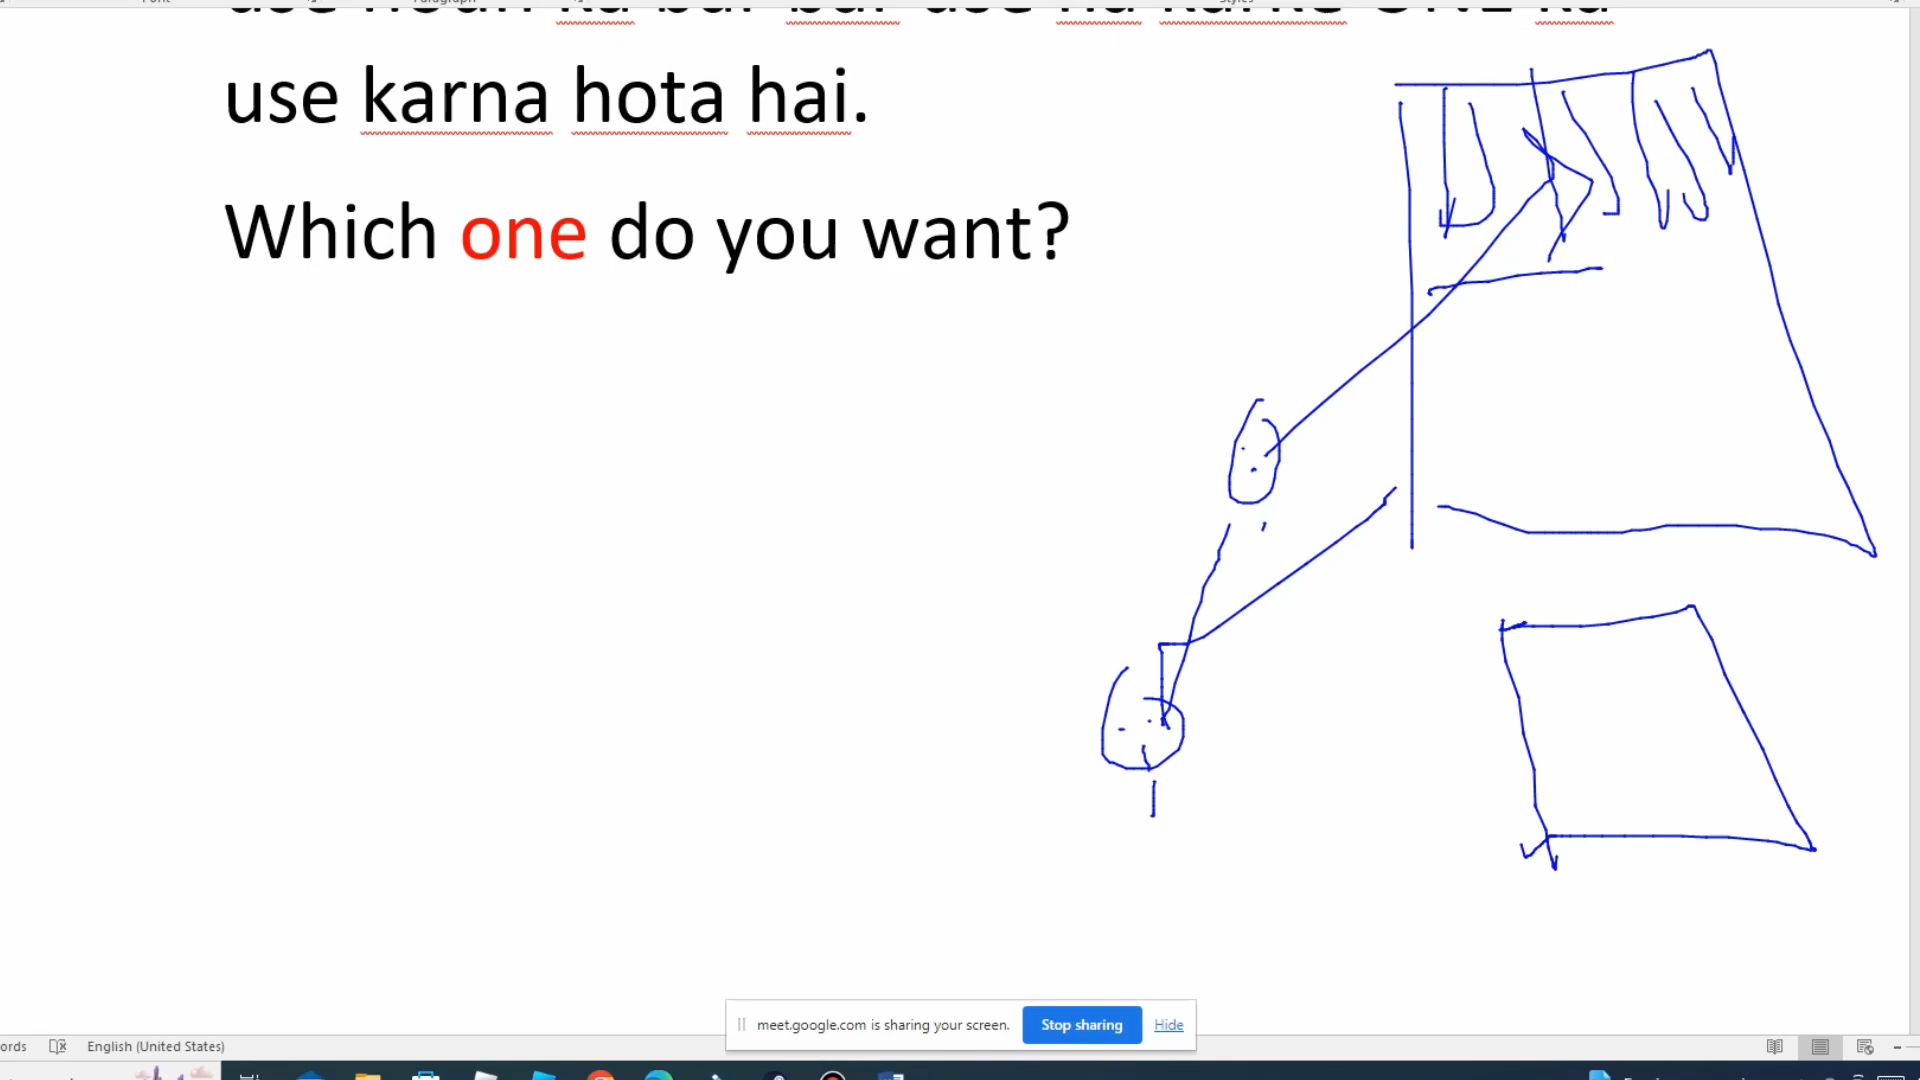 use karna hota hai.
Which one do you want?
meet.google.com is sharing your screen. Stop sharing Hide
English (United States)